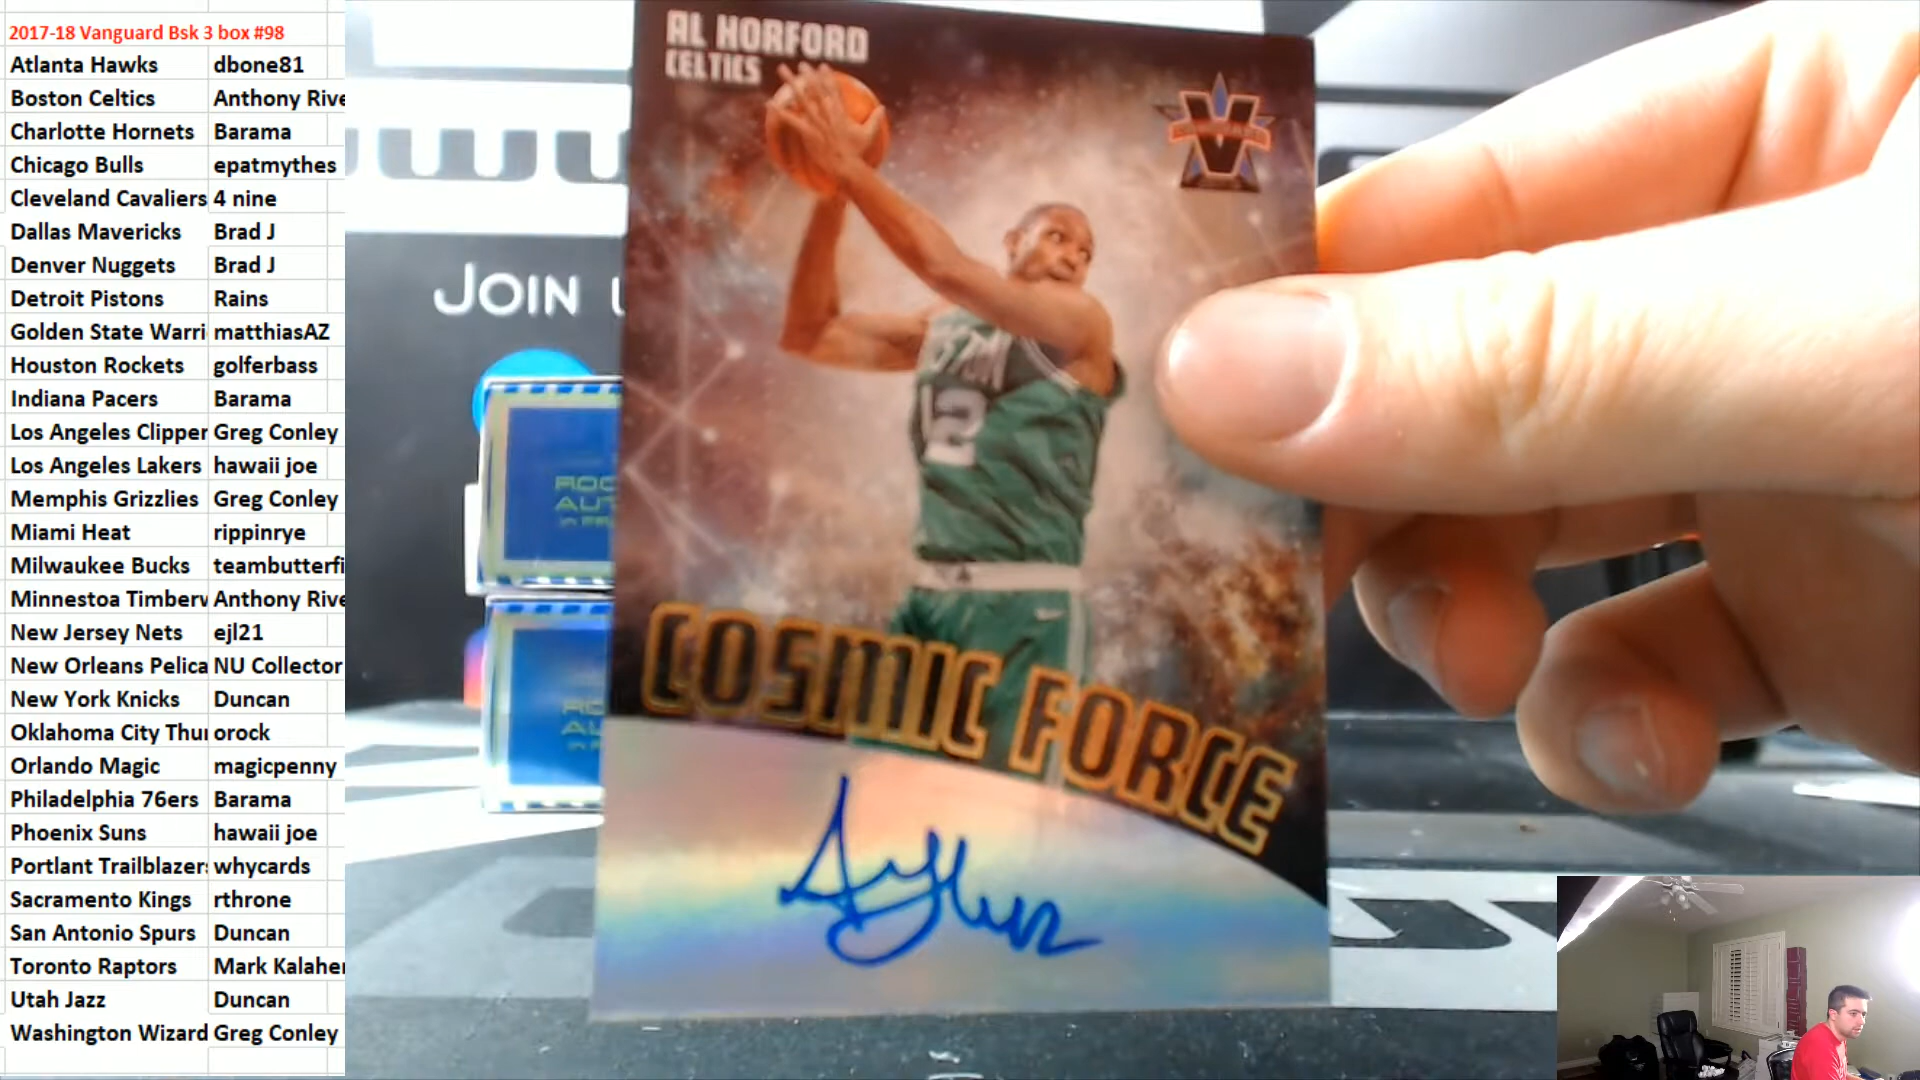 2017-18 Vanguard Bsk 3 box #98
Atlanta Hawks dbone81
Boston Celtics Anthony Rive
Charlotte Hornets Barama
Chicago Bulls epatmythes
Cleveland Cavaliers 4 nine
Dallas Mavericks Brad J
Denver Nuggets Brad J
Detroit Pistons Rains
Golden State Warri matthiasAZ
Houston Rockets golferbass
Indiana Pacers Barama
Los Angeles Clipper Greg Conley
Los Angeles Lakers hawaii joe
Memphis Grizzlies Greg Conley
Miami Heat rippinrye
Milwaukee Bucks teambutterfi
Minnestoa Timberv Anthony Rive
New Jersey Nets ejl21
New Orleans Pelica NU Collector
New York Knicks Duncan
Oklahoma City Thu orock
Orlando Magic magicpenny
Philadelphia 76ers Barama
Phoenix Suns hawaii joe
Portlant Trailblazers whycards
Sacramento Kings rthrone
San Antonio Spurs Duncan
Toronto Raptors Mark Kalahe
Utah Jazz Duncan
Washington Wizard Greg Conley
AL HORFORD
CELTICS
V
JOIN
12
COSMIC FORCE